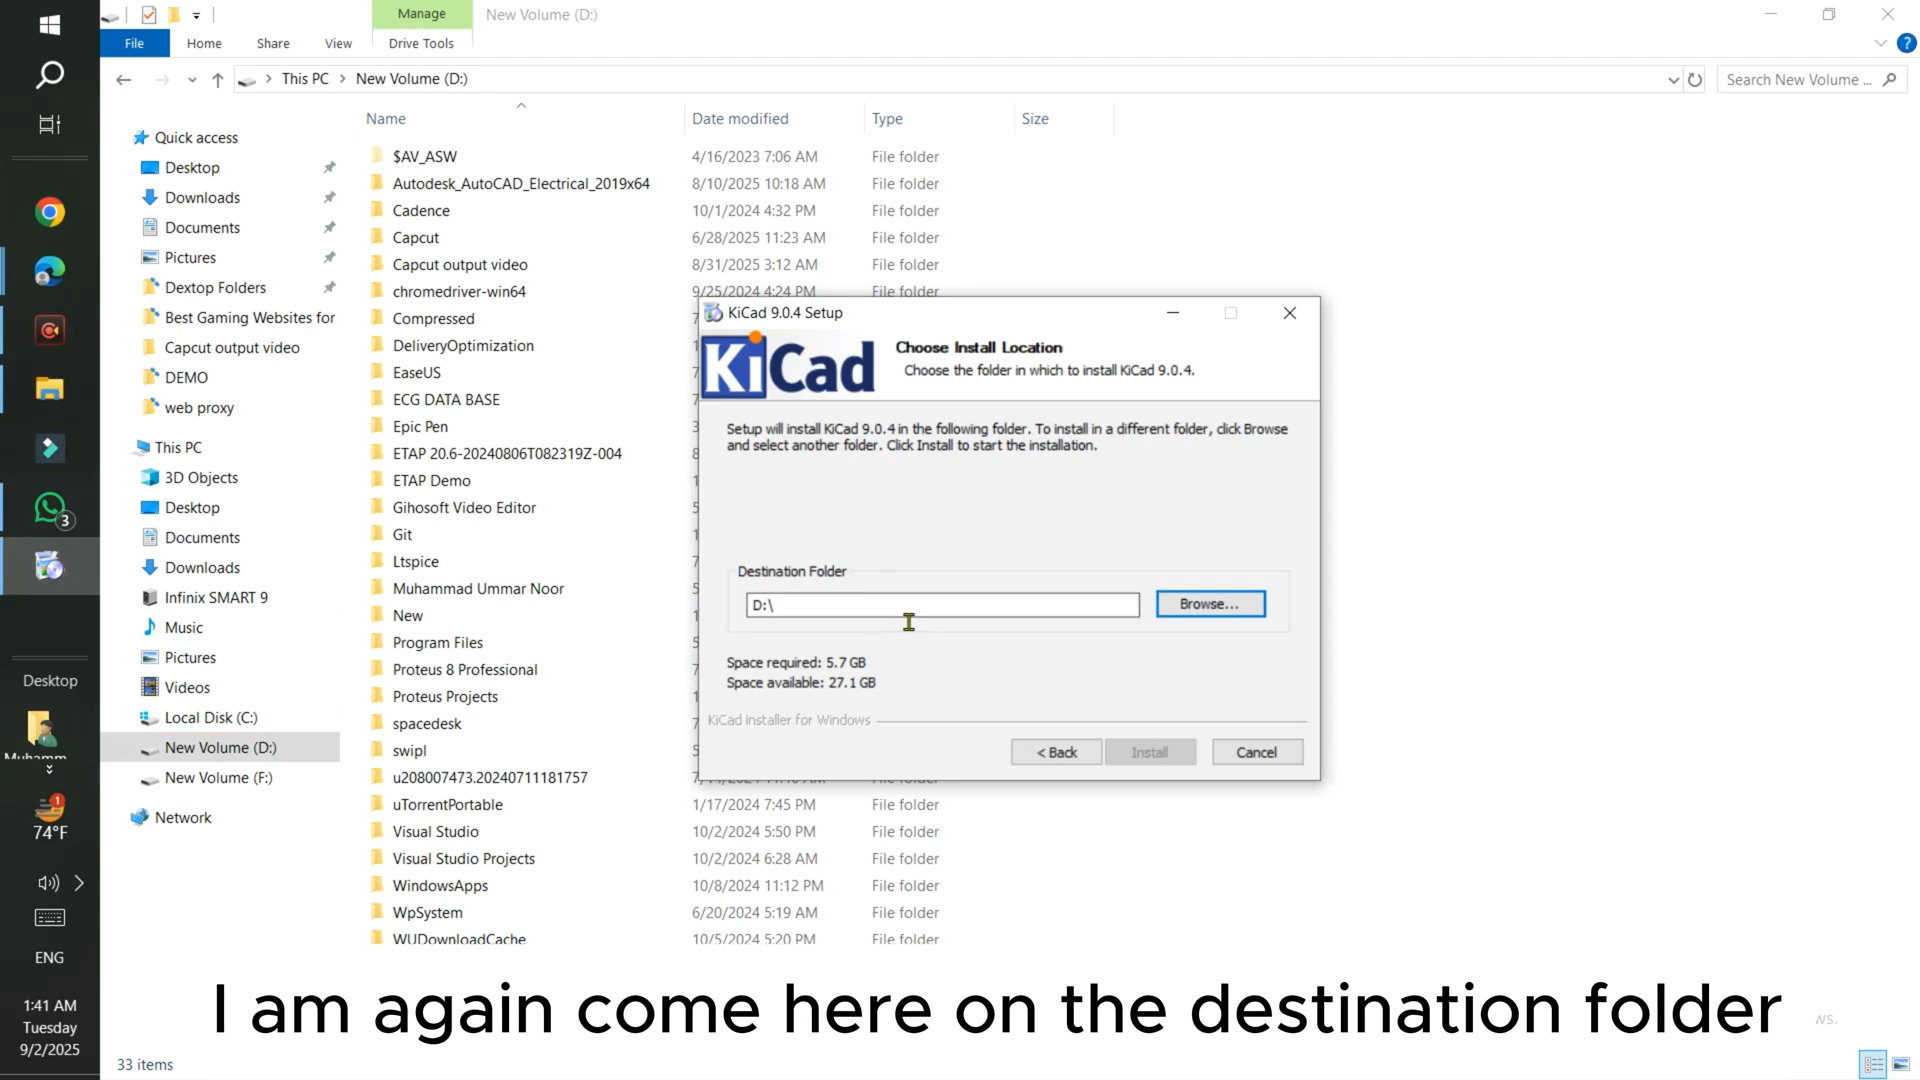 Manage
New Volume (D:)
File
Home
Share
View
Drive Tools
This PC
New Volume (D:)
Search New Volume ...
Name
Date modified
Type
Size
Quick access
Desktop
Downloads
Documents
Pictures
Dextop Folders
Best Gaming Websites for
Capcut output video
DEMO
web proxy
This PC
3D Objects
Desktop
Documents
Downloads
Infinix SMART 9
Music
Pictures
Videos
Local Disk (C:)
New Volume (D:)
New Volume (F:)
Network
$AV_ASW 4/16/2023 7:06 AM File folder
Autodesk_AutoCAD_Electrical_2019x64 8/10/2025 10:18 AM File folder
Cadence 10/1/2024 4:32 PM File folder
Capcut 6/28/2025 11:23 AM File folder
Capcut output video 8/31/2025 3:12 AM File folder
chromedriver-win64 9/25/2024 4:24 PM File folder
Compressed
DeliveryOptimization
EaseUS
ECG DATA BASE
Epic Pen
ETAP 20.6-20240806T082319Z-004
ETAP Demo
Gihosoft Video Editor
Git
Ltspice
Muhammad Ummar Noor
New
Program Files
Proteus 8 Professional
Proteus Projects
spacedesk
swipl
u208007473.20240711181757
uTorrentPortable 1/17/2024 7:45 PM File folder
Visual Studio 10/2/2024 5:50 PM File folder
Visual Studio Projects 10/2/2024 6:28 AM File folder
WindowsApps 10/8/2024 11:12 PM File folder
WpSystem 6/20/2024 5:19 AM File folder
WUDownloadCache 10/5/2024 5:20 PM File folder
KiCad 9.0.4 Setup
KiCad
Choose Install Location
Choose the folder in which to install KiCad 9.0.4.
Setup will install KiCad 9.0.4 in the following folder. To install in a different folder, click Browse
and select another folder. Click Install to start the installation.
Destination Folder
D:\
Browse...
Space required: 5.7 GB
Space available: 27.1 GB
KiCad installer for Windows
< Back
Install
Cancel
3
Desktop
1
74°F
ENG
1:41 AM
Tuesday
9/2/2025
I am again come here on the destination folder
ws.
33 items